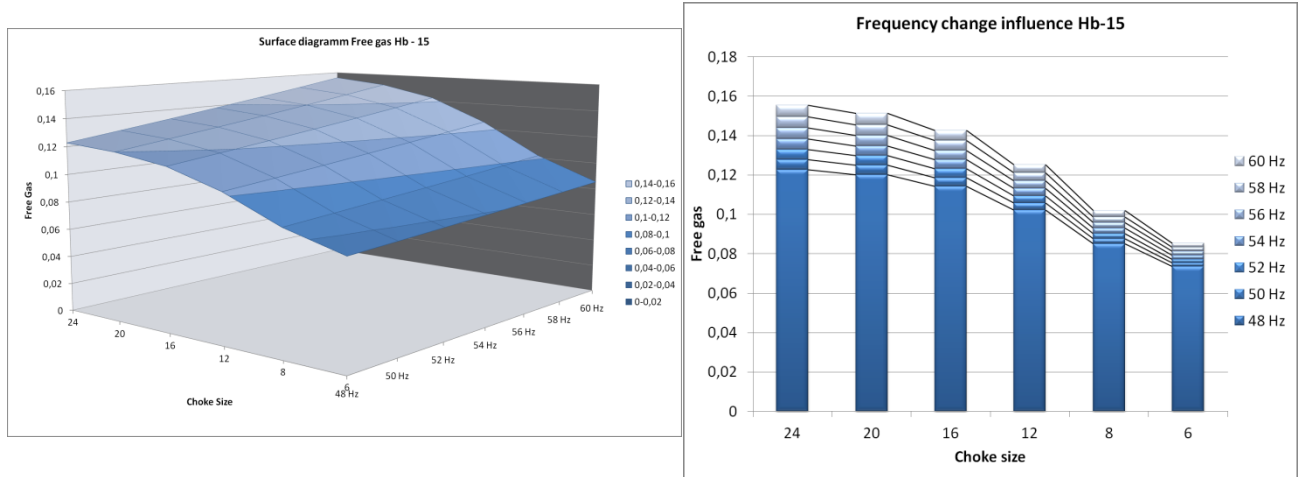 Surface diagramm Free gas Hb - 15
0,16
0,14
0,12
0,1
0,08
0,06
0,04
0,02
0
Free Gas
24
20
16
12
8
6
Choke Size
48 Hz
50 Hz
52 Hz
54 Hz
56 Hz
58 Hz
60 Hz
0,14-0,16
0,12-0,14
0,1-0,12
0,08-0,1
0,06-0,08
0,04-0,06
0,02-0,04
0-0,02
Frequency change influence Hb-15
0,18
0,16
0,14
0,12
0,1
0,08
0,06
0,04
0,02
0
Free gas
24 20 16 12 8 6
Choke size
60 Hz
58 Hz
56 Hz
54 Hz
52 Hz
50 Hz
48 Hz